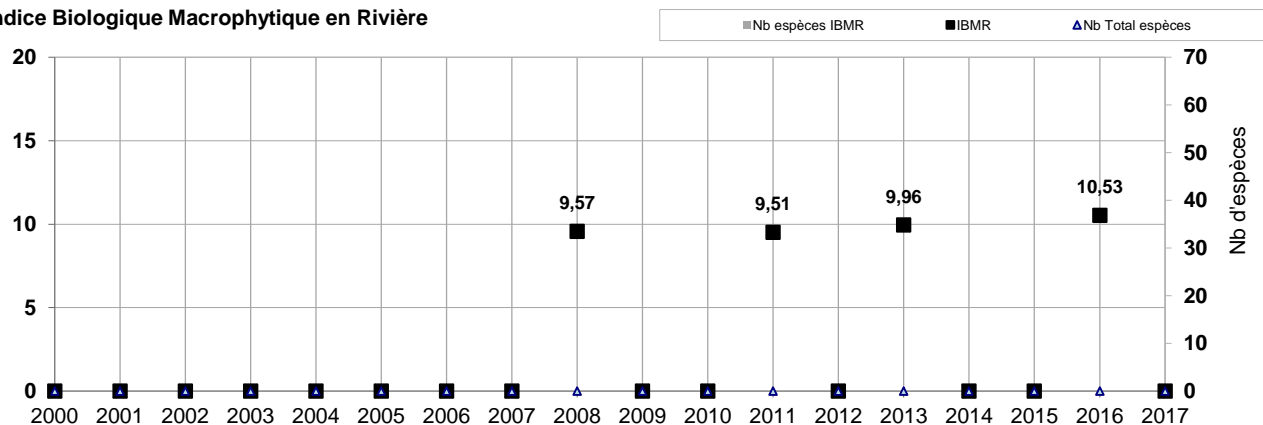 ndice Biologique Macrophytique en Rivière
Nb espèces IBMR IBMR Nb Total espèces
20 70
60
15
50
9,57 9,51 9,96 10,53
40
10
30
20
5
10
0 0
Nb d'espèces
2000 2001 2002 2003 2004 2005 2006 2007 2008 2009 2010 2011 2012 2013 2014 2015 2016 2017